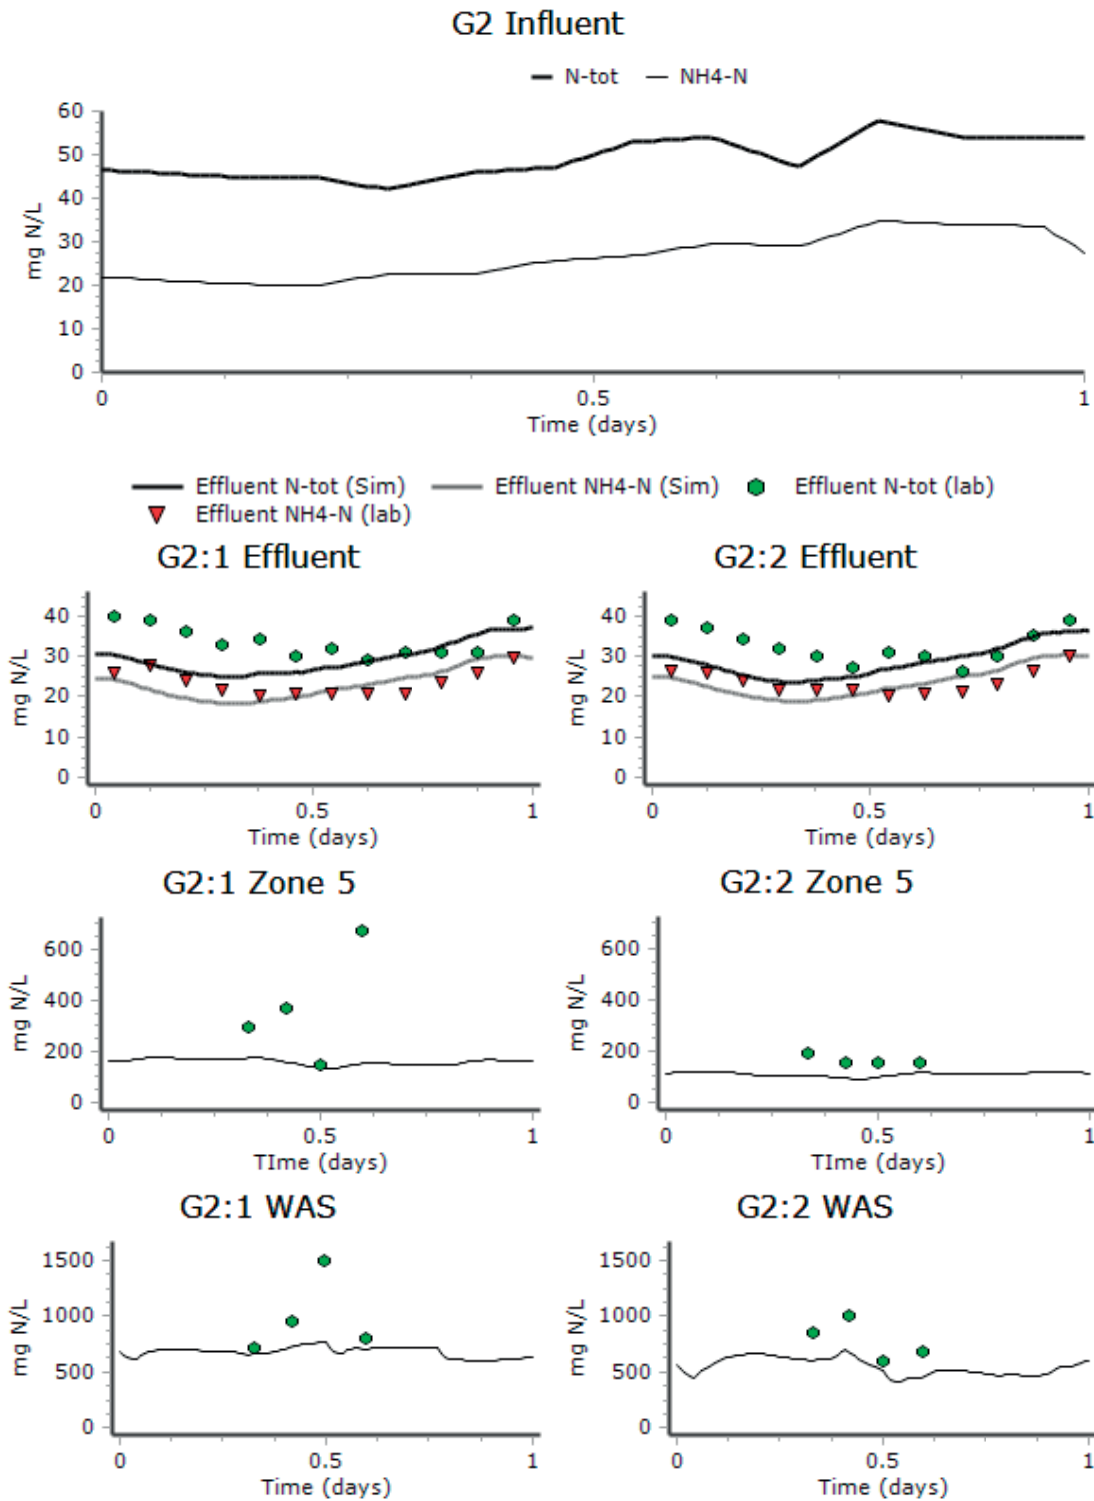 G2 Influent
N-tot NH4-N
60
50
40
30
20
10
0
mg N/L
0 0.5 1
Time (days)
Effluent N-tot (Sim) Effluent NH4-N (Sim) Effluent N-tot (lab)
Effluent NH4-N (lab)
G2:1 Effluent G2:2 Effluent
40 40
30 30
20 20
10 10
0 0
mg N/L mg N/L
0 0.5 1 0 0.5 1
Time (days) Time (days)
G2:1 Zone 5 G2:2 Zone 5
600 600
400 400
200 200
0 0
mg N/L mg N/L
0 0.5 1 0 0.5 1
TIme (days) TIme (days)
G2:1 WAS G2:2 WAS
1500 1500
1000 1000
500 500
0 0
mg N/L mg N/L
0 0.5 1 0 0.5 1
Time (days) Time (days)